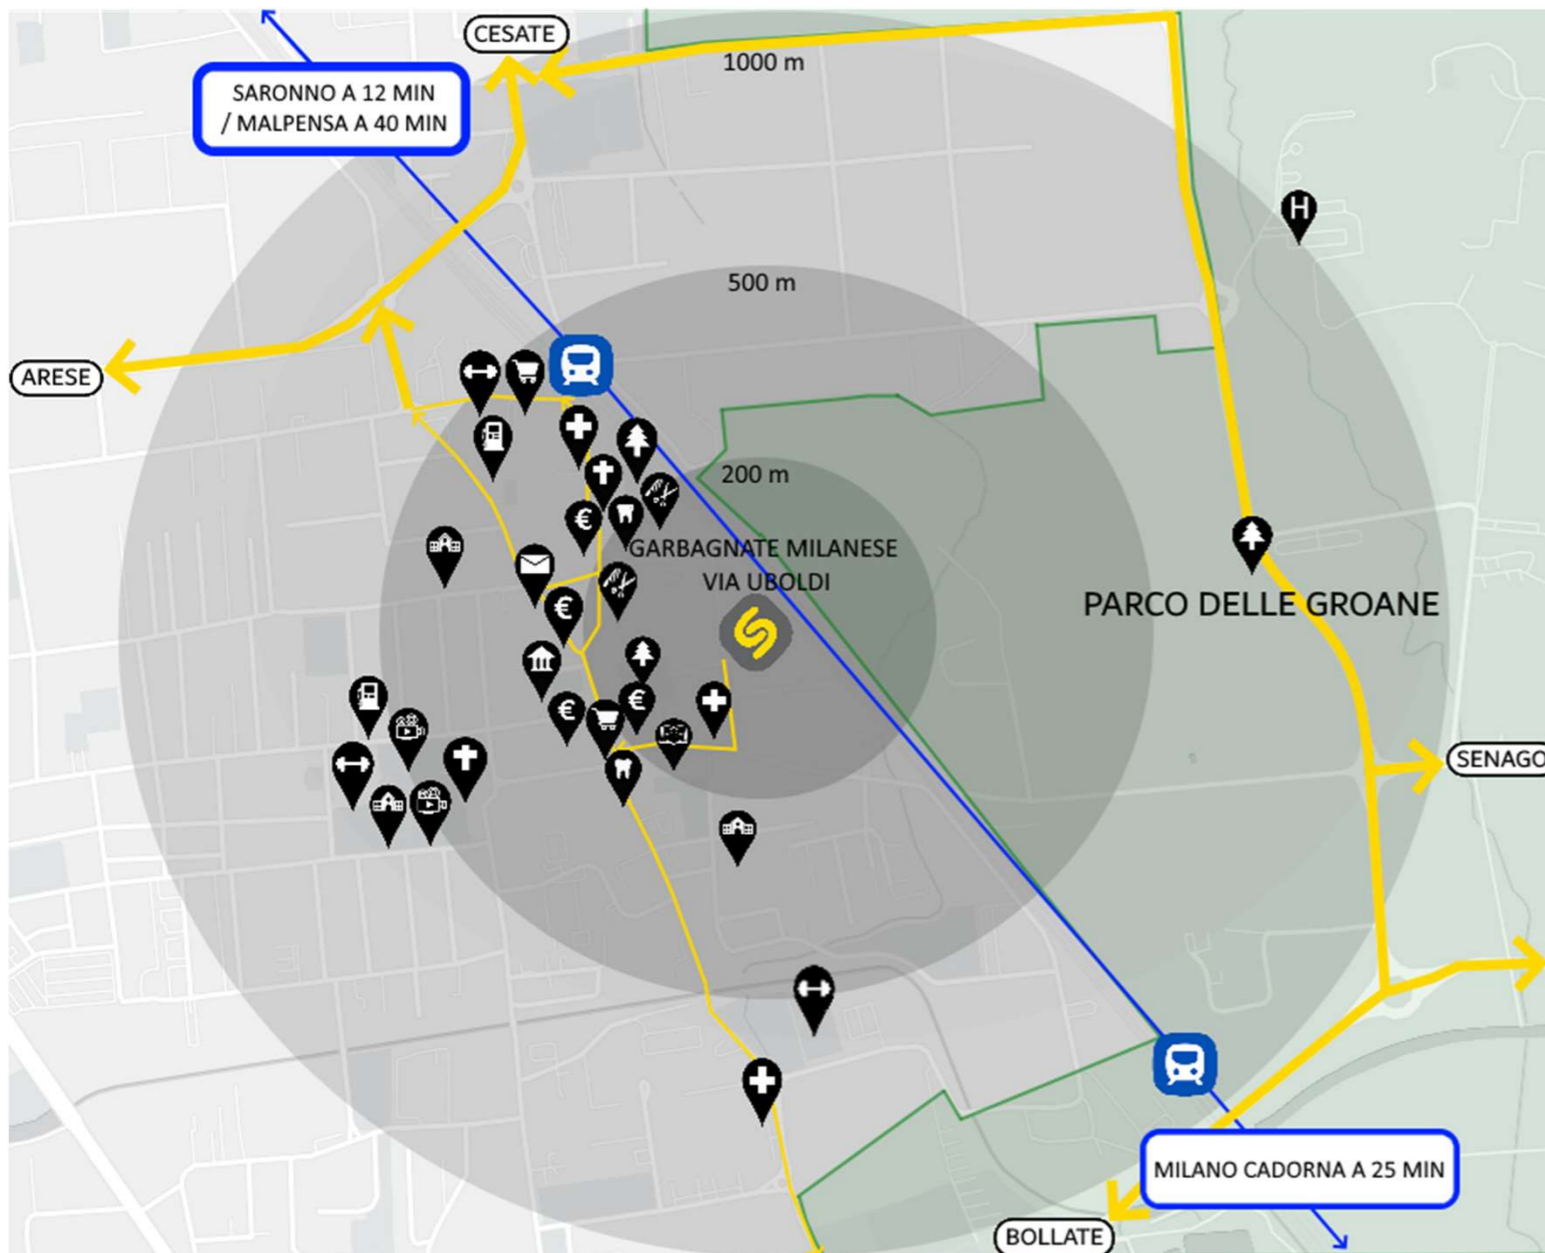 CESATE
1000 m
SARONNO A 12 MIN
/ MALPENSA A 40 MIN
H
500 m
ARESE
200 m
€
GARBAGNATE MILANESE
VIA UBOLDI
€
PARCO DELLE GROANE
€
€
SENAGO
MILANO CADORNA A 25 MIN
BOLLATE